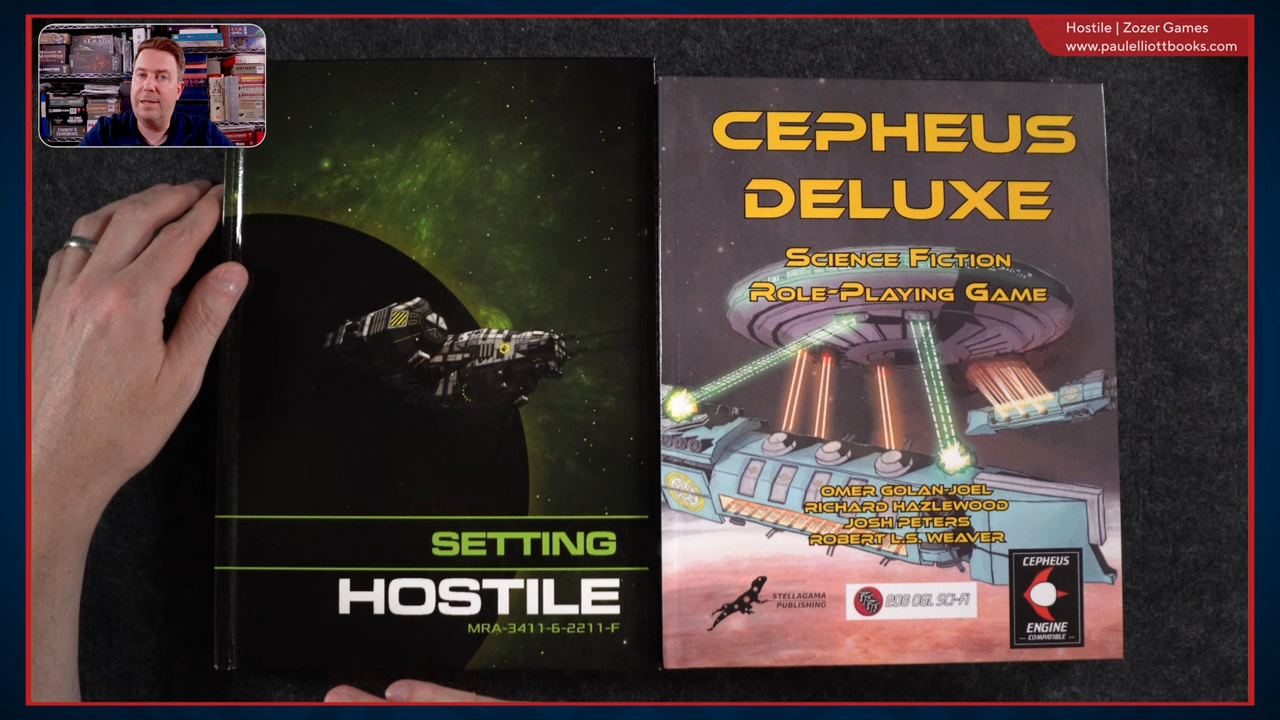 Hostile | Zozer Games
www.paulelliottbooks.com
SETTING
HOSTILE
MRA-3411-6-2211-F
CEPHEUS
DELUXE
SCIENCE FICTION
ROLE-PLAYING GAME
OMER GOLAN-JOEL
RICHARD HAZLEWOOD
JOSH PETERS
ROBERT L.S. WEAVER
STELLAGAMA
PUBLISHING
2D6 OGL SCI-FI
CEPHEUS
ENGINE
COMPATIBLE